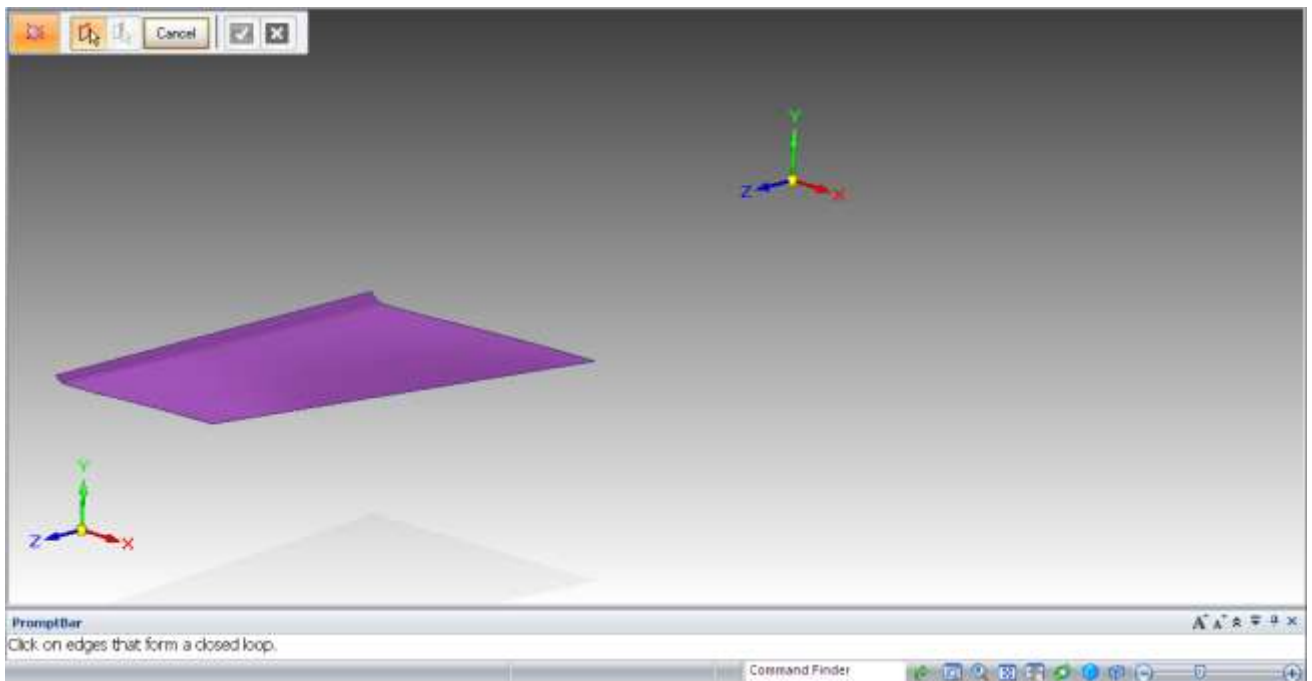 Cancel
Y
Z
X
Y
Z
X
PromptBar
Click on edges that form a closed loop.
Command Finder